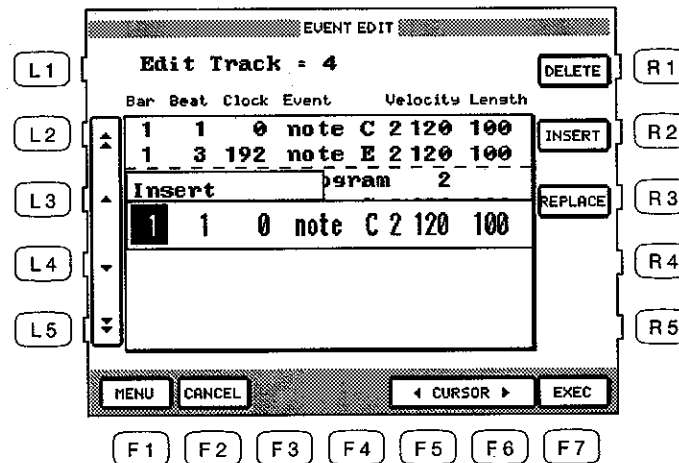 EVENT EDIT
L1 Edit Track = 4 DELETE R1
Bar Beat Clock Event Velocity Length
L2 1 1 0 note C 2 120 100 INSERT R2
1 3 192 note E 2 120 100
Insert ogram 2
L3 REPLACE R3
1 1 0 note C 2 120 100
L4 R4
L5 R5
MENU CANCEL CURSOR EXEC
F1 F2 F3 F4 F5 F6 F7